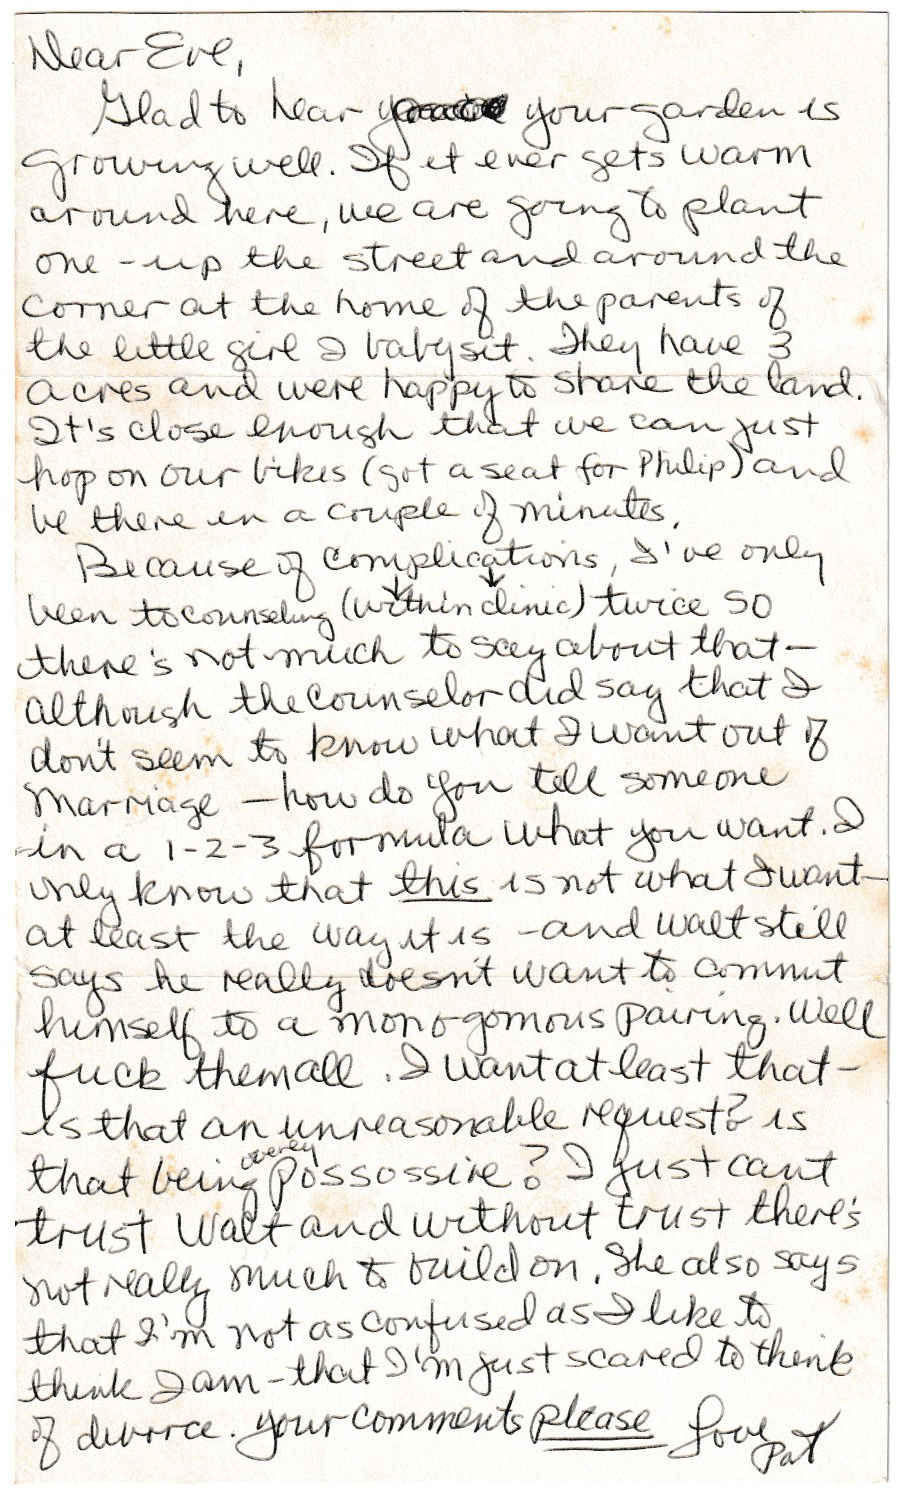 Dear Eve,
Glad to hear your garden is
growing well. If it ever gets warm
around here, we are going to plant
one - up the street and around the
corner at the home of the parents of
the little girl I babysit. They have 3
acres and were happy to share the land.
It's close enough that we can just
hop on our bikes (got a seat for Philip) and
be there in a couple of minutes.
Because of complications, I've only
been to counseling (within clinic) twice so
there's not much to say about that -
although the counselor did say that I
don't seem to know what I want out of
marriage - how do you tell someone
in a 1-2-3 formula what you want. I
only know that this is not what I want -
at least the way it is - and Walt still
says he really doesn't want to commit
himself to a monogomous pairing. Well
fuck them all. I want at least that -
is that an unreasonable request? is
that being overly possossive? I just can't
trust Walt and without trust there's
not really much to build on. She also says
that I'm not as confused as I like to
think I am - that I'm just scared to think
of divorce. Your comments please Love
Pat